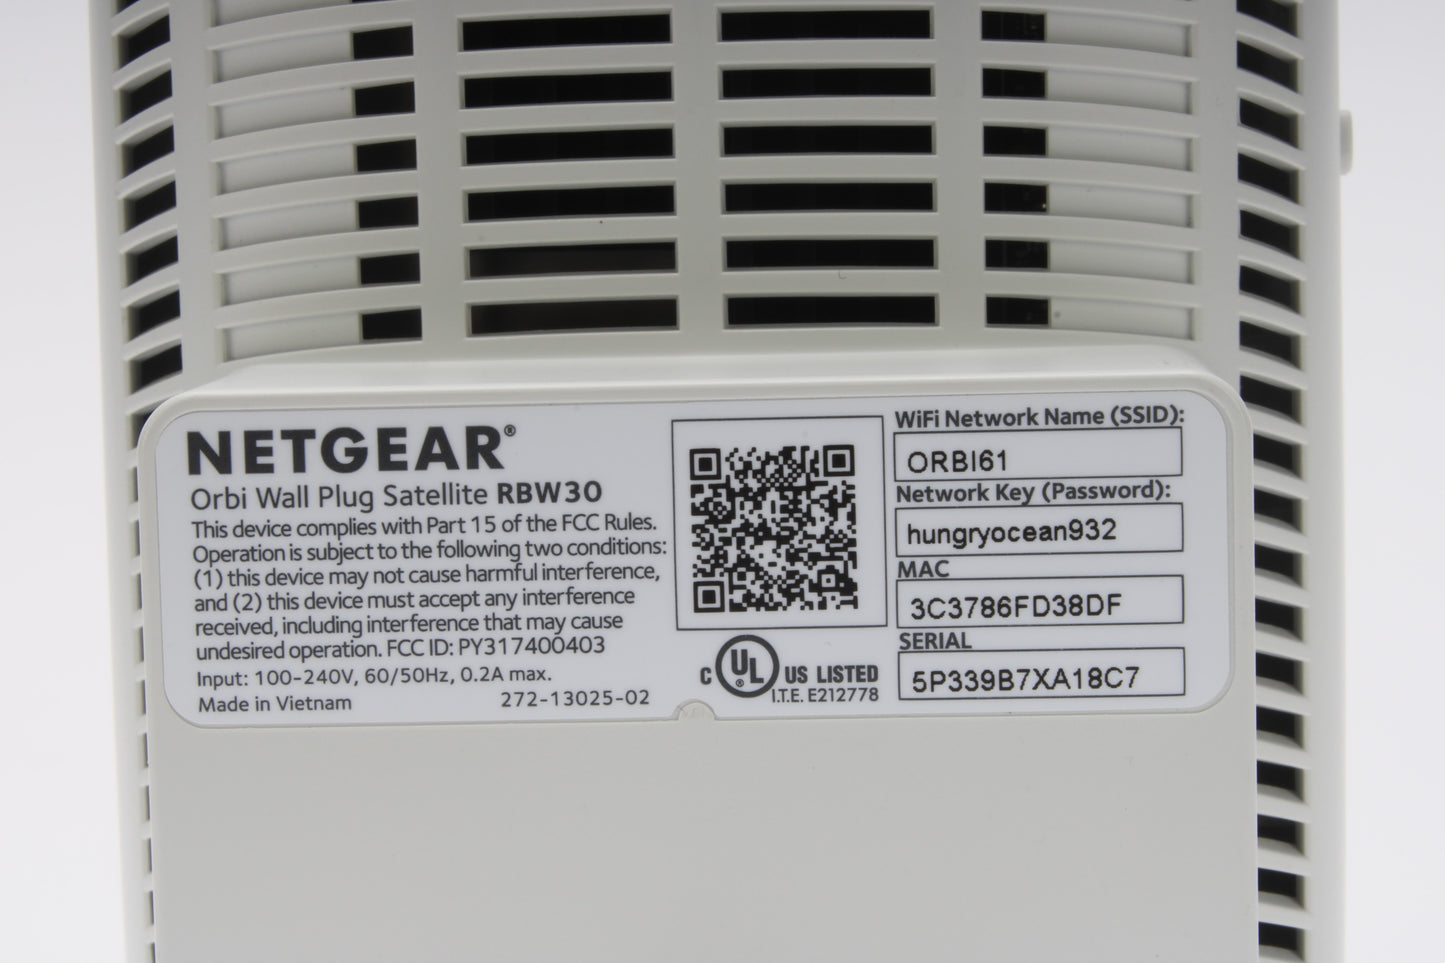 NETGEAR®
Orbi Wall Plug Satellite RBW30
This device complies with Part 15 of the FCC Rules.
Operation is subject to the following two conditions:
(1) this device may not cause harmful interference,
and (2) this device must accept any interference
received, including interference that may cause
undesired operation. FCC ID: PY317400403
Input: 100-240V, 60/50Hz, 0.2A max.
Made in Vietnam 272-13025-02
C UL® US LISTED
I.T.E. E212778
WiFi Network Name (SSID):
ORBI61
Network Key (Password):
hungryocean932
MAC
3C3786FD38DF
SERIAL
5P339B7XA18C7